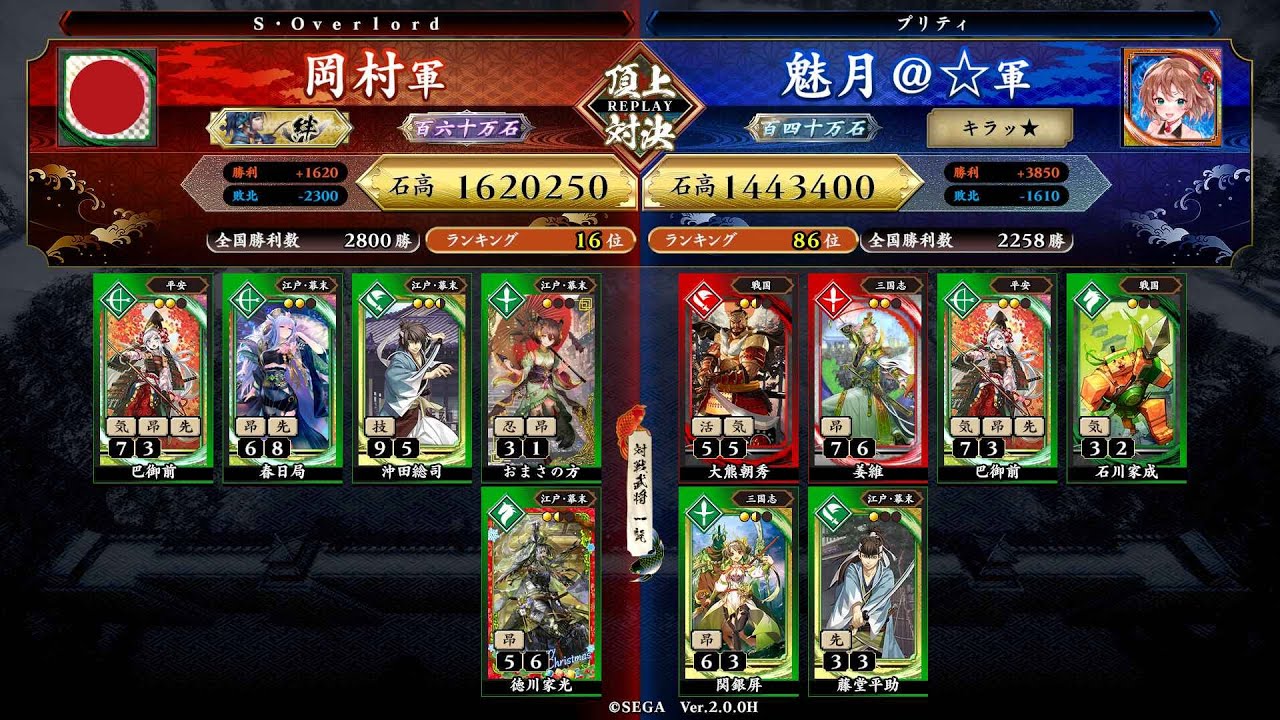 S・Overlord
プリティ
岡村軍
頂上
REPLAY
対決
魅月@☆軍
絆
百六十万石
百四十万石
キラッ★
勝利 +1620
敗北 -2300
石高 1620250
石高 1443400
勝利 +3850
敗北 -1610
全国勝利数 2800勝
ランキング 16位
ランキング 86位
全国勝利数 2258勝
平安
気 昂 先
7 3
巴御前
江戸・幕末
昂 先
6 8
春日局
江戸・幕末
技
9 5
沖田総司
江戸・幕末
忍 昂
3 1
おまさの方
戦国
活 気
5 5
大熊朝秀
三国志
昂
7 6
姜維
平安
気 昂 先
7 3
巴御前
戦国
気
3 2
石川家成
対戦武将一覧
江戸・幕末
昂
5 6
Christmas
徳川家光
三国志
昂
6 3
関銀屏
江戸・幕末
先
3 3
藤堂平助
©SEGA Ver.2.0.0H